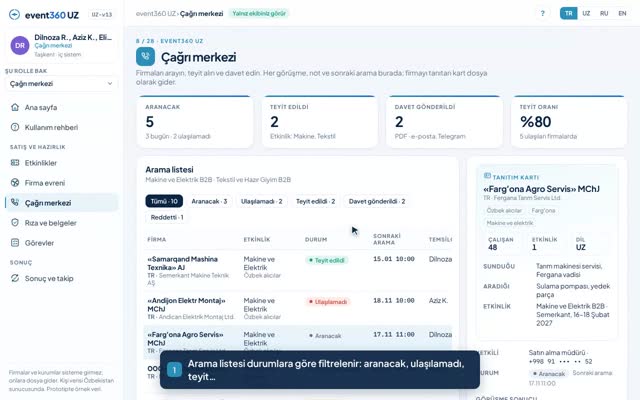 event360 UZ
UZ-v13
DR
Dilnoza R., Aziz K., Eli...
Çağrı merkezi
Taşkent · iç sistem
ŞU ROLLE BAK
Çağrı merkezi
Ana sayfa
Kullanım rehberi
SATIŞ VE HAZIRLIK
Etkinlikler
Firma evreni
Çağrı merkezi
Rıza ve belgeler
Görevler
SONUÇ
Sonuç ve takip
Firmalar ve kurumlar sisteme girmez;
onlara dosya gider. Kişi verisi Özbekistan
sunucusunda. Prototiple örnek veri.
event360 UZ › Çağrı merkezi
Yalnız ekibiniz görür
?
TR UZ RU EN
8 / 28 · EVENT360 UZ
Çağrı merkezi
Firmaları arayın, teyit alın ve davet edin. Her görüşme, not ve sonraki arama burada; firmayı tanıtan kart dosya
olarak gider.
ARANACAK
5
3 bugün · 2 ulaşılamadı
TEYİT EDİLDİ
2
Etkinlik: Makine, Tekstil
DAVET GÖNDERİLDİ
2
PDF · e-posta, Telegram
TEYİT ORANI
%80
5 ulaşılan firmalarda
Arama listesi
Makine ve Elektrik B2B · Tekstil ve Hazır Giyim B2B
Tümü · 10
Aranacak · 3
Ulaşılamadı · 2
Teyit edildi · 2
Davet gönderildi · 2
Reddetti · 1
FİRMA ETKİNLİK DURUM SONRAKİ ARAMA TEMSİLC
«Samarqand Mashina
Texnika» AJ
TR · Semerkant Makine Teknik
AŞ
Makine ve
Elektrik
Özbek alıcılar
Teyit edildi
15.01 10:00
Dilnoza
«Andijon Elektr Montaj»
MChJ
TR · Andican Elektrik Montaj Ltd.
Makine ve
Elektrik
Özbek alıcılar
Ulaşılamadı
18.11 10:00
Aziz K.
«Farg'ona Agro Servis»
MChJ
Makine ve
Elektrik
Aranacak
17.11 11:00
Dilnoza
TANITIM KARTI
«Farg'ona Agro Servis» MChJ
TR · Fergana Tarım Servis Ltd.
Özbek alıcılar
Farg'ona
Makine ve elektrik
ÇALIŞAN
48
ETKİNLİK
1
DİL
UZ
SUNDUĞU
Tarım makinesi servisi,
Fergana vadisi
ARADIĞI
Sulama pompası, yedek
parça
ETKİNLİK
Makine ve Elektrik B2B ·
Semerkant, 16–18 Şubat
2027
ETKİLİ
Satın alma müdürü ·
+998 91 ••• •• 52
DURUM
Aranacak
Sonraki arama:
17.11 11:00
GÖRÜŞME SONUCU
1
Arama listesi durumlara göre filtrelenir: aranacak, ulaşılamadı,
teyit...